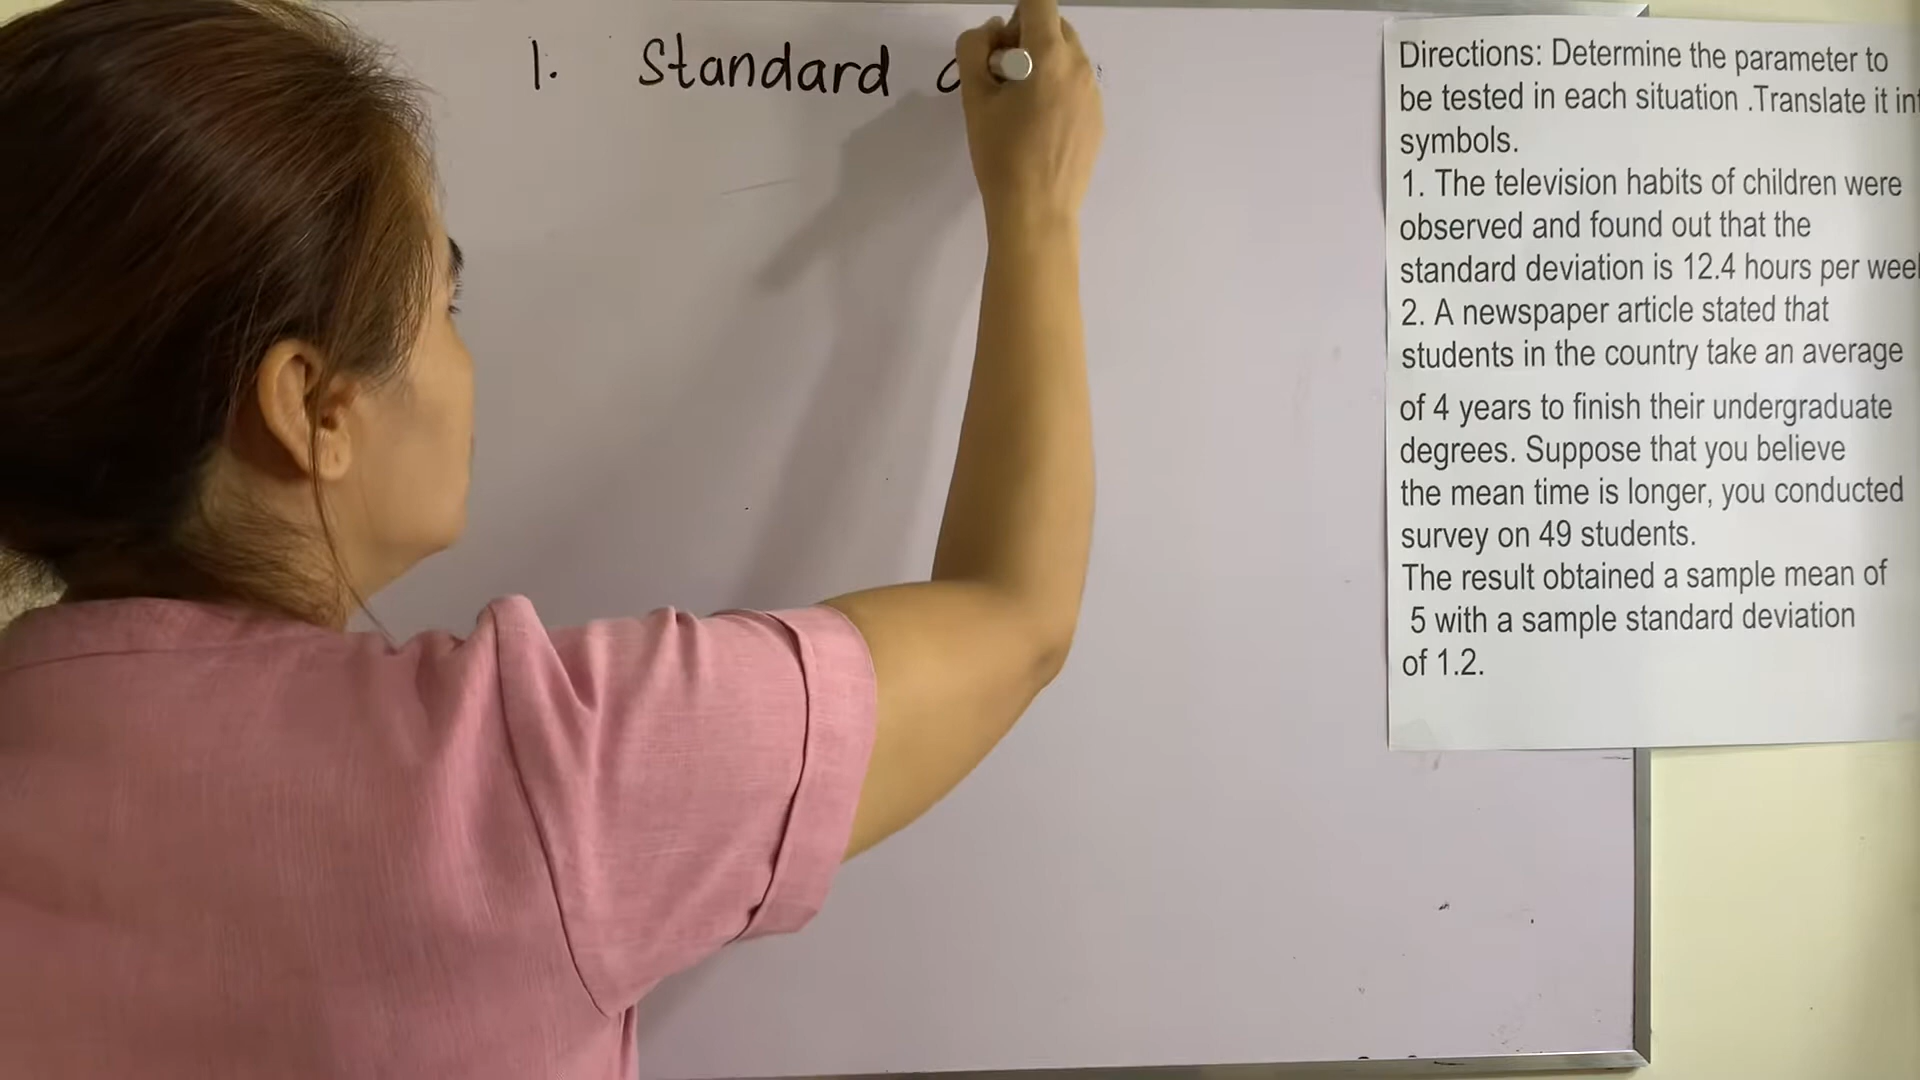 1. Standard
Directions: Determine the parameter to
be tested in each situation .Translate it in
symbols.
1. The television habits of children were
observed and found out that the
standard deviation is 12.4 hours per
2. A newspaper article stated that
students in the country take an average
of 4 years to finish their undergraduate
degrees. Suppose that you believe
the mean time is longer, you conducted
survey on 49 students.
The result obtained a sample mean of
5 with a sample standard deviation
of 1.2.